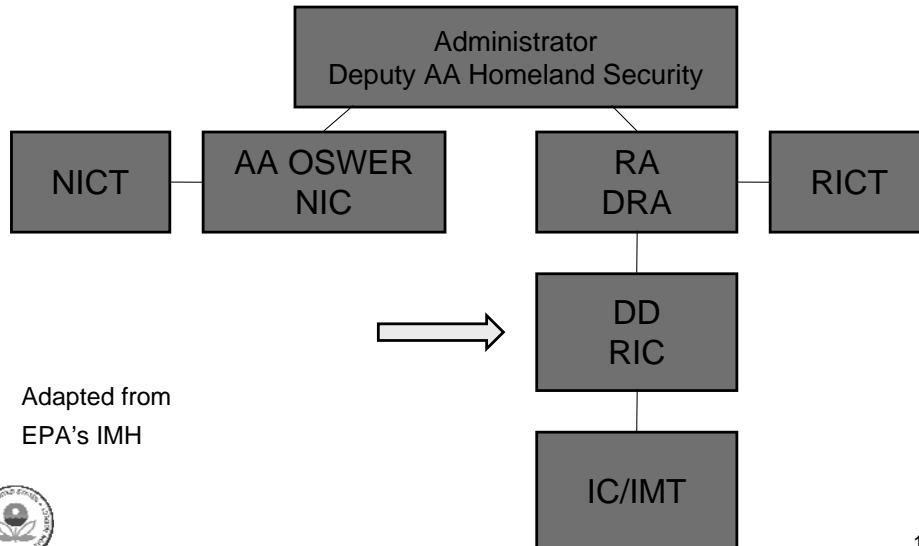 Administrator
Deputy AA Homeland Security
NICT
AA OSWER
NIC
RA
DRA
RICT
DD
RIC
Adapted from
EPA's IMH
IC/IMT